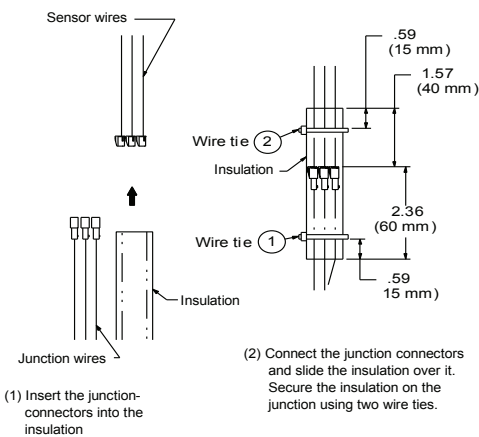 Sensor wires
.59
(15 mm)
1.57
(40 mm)
Wire tie 2
Insulation
2.36
(60 mm)
Wire tie 1
.59
15 mm)
Insulation
Junction wires
(1) Insert the junction-
connectors into the
insulation
(2) Connect the junction connectors
and slide the insulation over it.
Secure the insulation on the
junction using two wire ties.